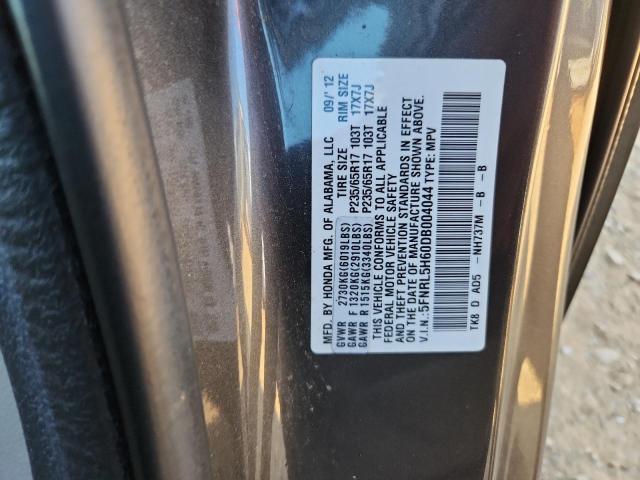 MFD. BY HONDA MFG. OF ALABAMA, LLC 09/'12
TIRE SIZE RIM SIZE
GVWR 2730KG(6019LBS)
GAWR F 1320KG(2910LBS) P235/65R17 103T 17X7J
GAWR R 1515KG(3340LBS) P235/65R17 103T 17X7J
THIS VEHICLE CONFORMS TO ALL APPLICABLE
FEDERAL MOTOR VEHICLE SAFETY
AND THEFT PREVENTION STANDARDS IN EFFECT
ON THE DATE OF MANUFACTURE SHOWN ABOVE.
V.I.N.:5FNRL5H60DB004044 TYPE: MPV
TK8 D A05 -NH737M -B -B